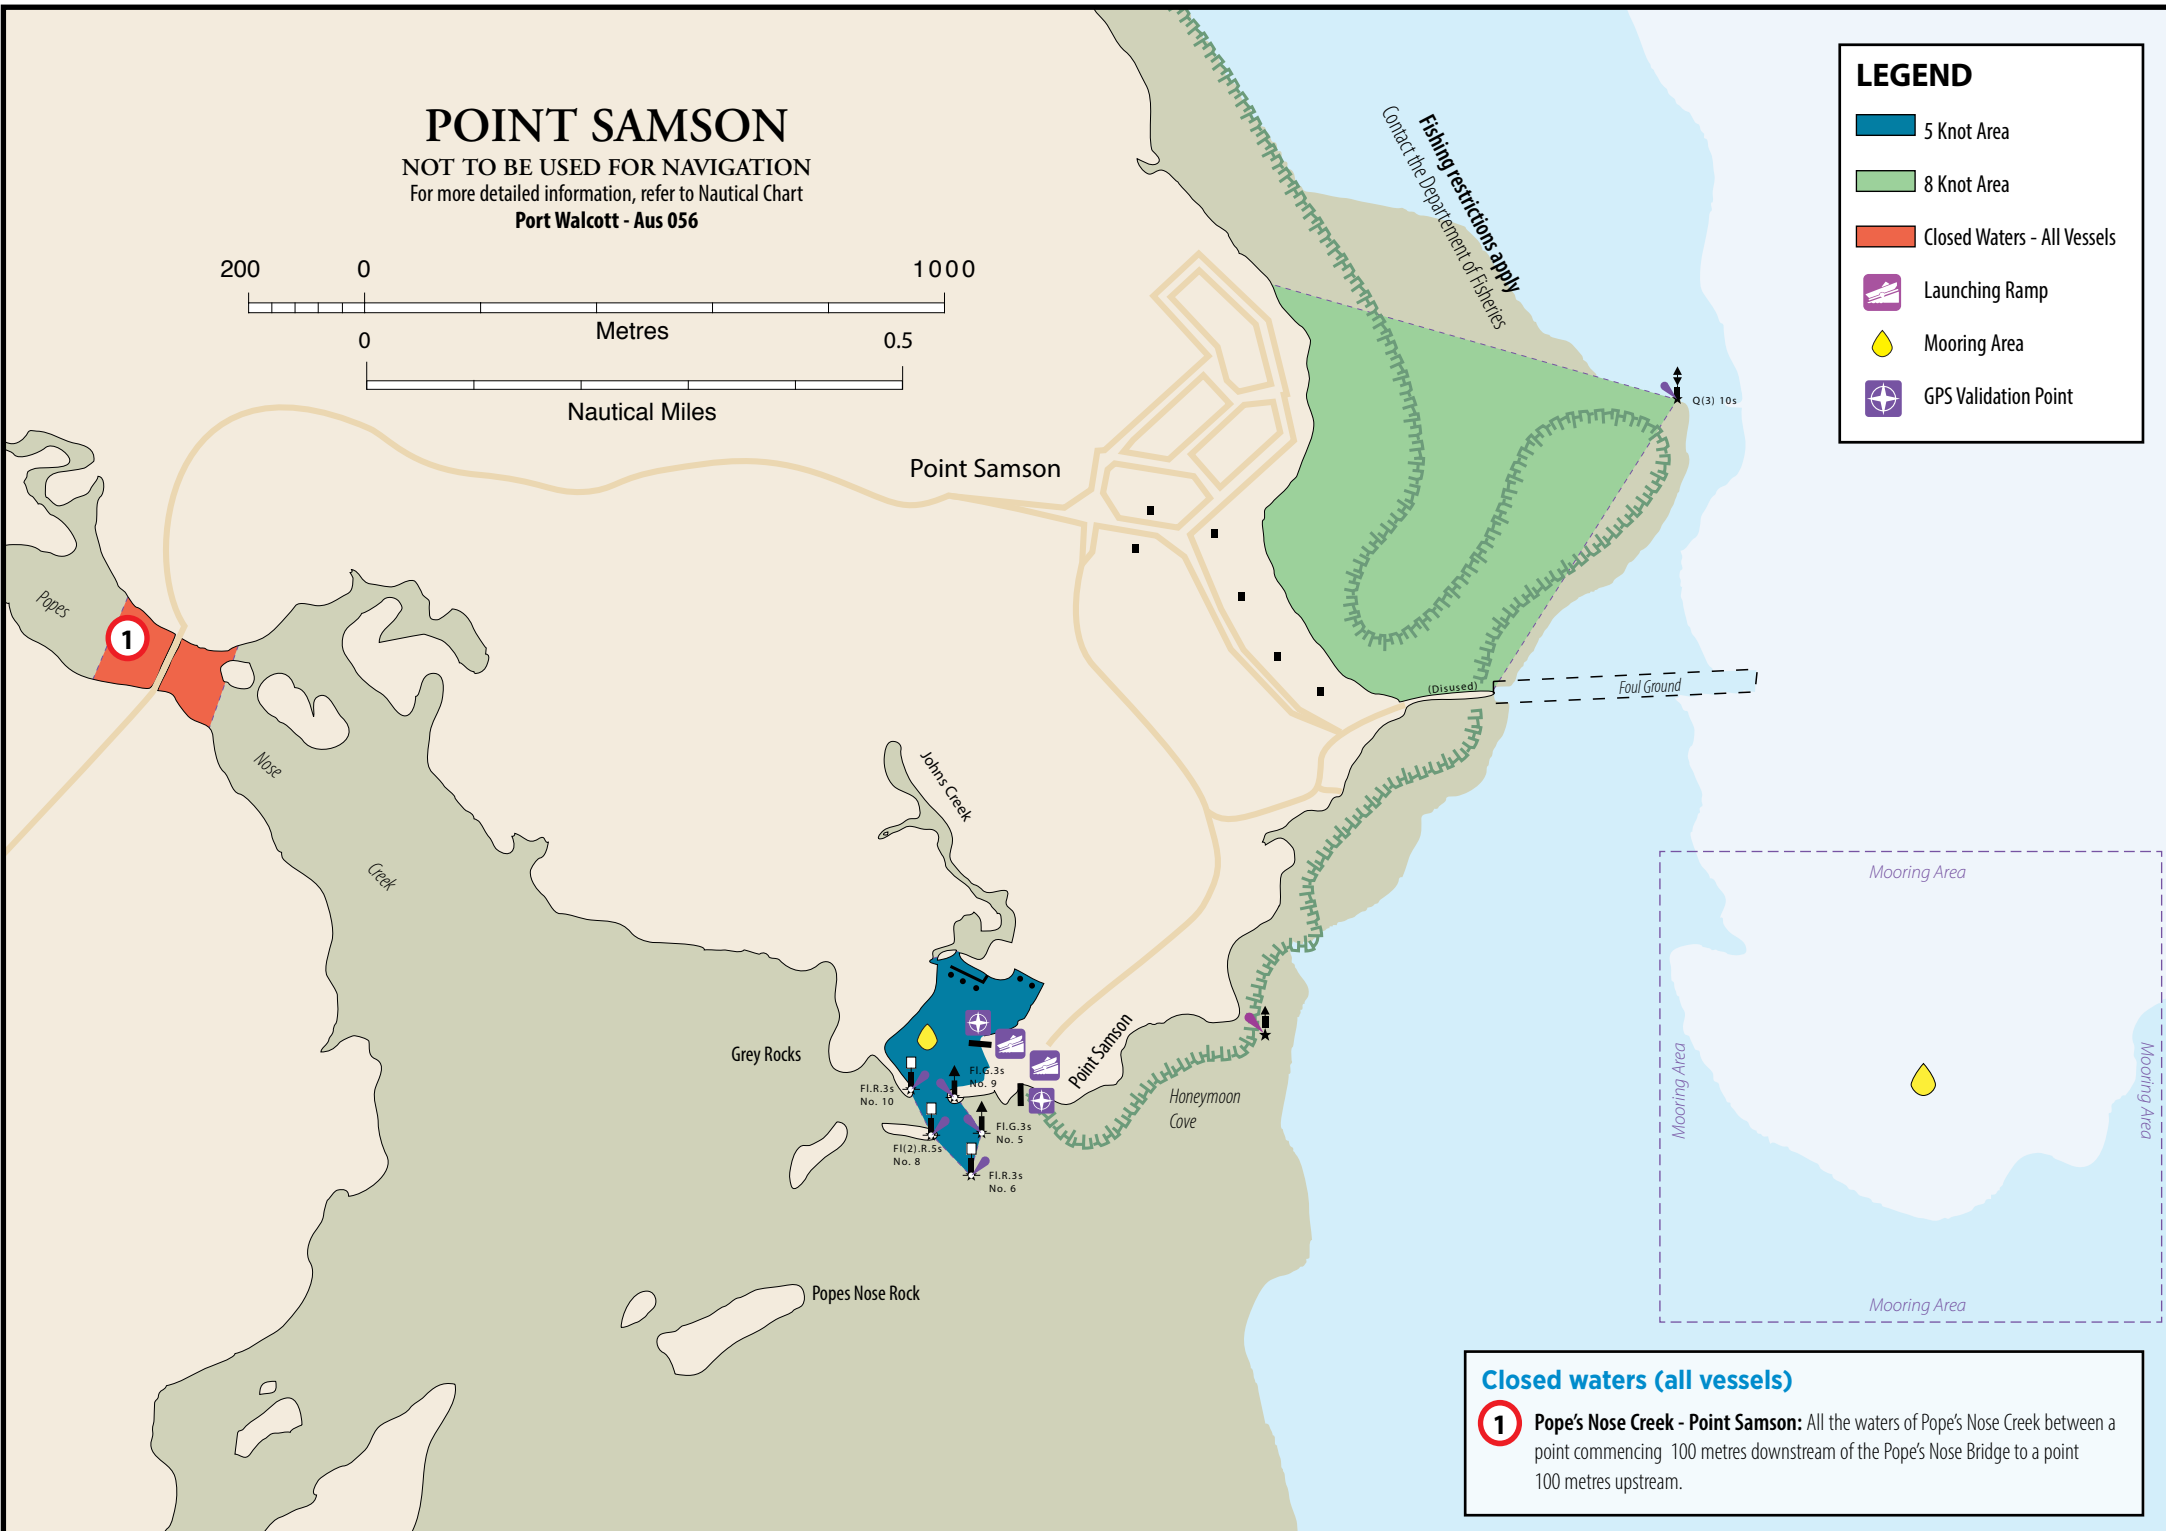 POINT SAMSON
NOT TO BE USED FOR NAVIGATION
For more detailed information, refer to Nautical Chart
Port Walcott - Aus 056
200 0 1000
Metres
0 0.5
Nautical Miles
LEGEND
5 Knot Area
8 Knot Area
Closed Waters - All Vessels
Launching Ramp
Mooring Area
GPS Validation Point
Fishing restrictions apply
Contact the Departement of Fisheries
Q(3) 10s
Point Samson
Popes
1
Nose
Creek
(Disused)
Foul Ground
Johns Creek
Grey Rocks
Point Samson
Honeymoon
Cove
Fl.G.3s
No. 9
Fl.R.3s
No. 10
Fl.G.3s
No. 5
Fl(2).R.5s
No. 8
Fl.R.3s
No. 6
Popes Nose Rock
Mooring Area
Mooring Area
Mooring Area
Mooring Area
Closed waters (all vessels)
1 Pope's Nose Creek - Point Samson: All the waters of Pope's Nose Creek between a
point commencing 100 metres downstream of the Pope's Nose Bridge to a point
100 metres upstream.